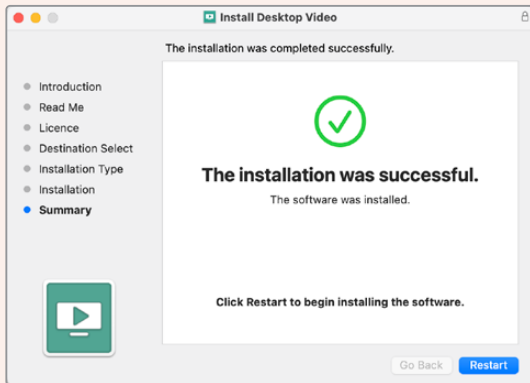 Install Desktop Video
The installation was completed successfully.
Introduction
Read Me
Licence
Destination Select
Installation Type
Installation
Summary
The installation was successful.
The software was installed.
Click Restart to begin installing the software.
Go Back
Restart